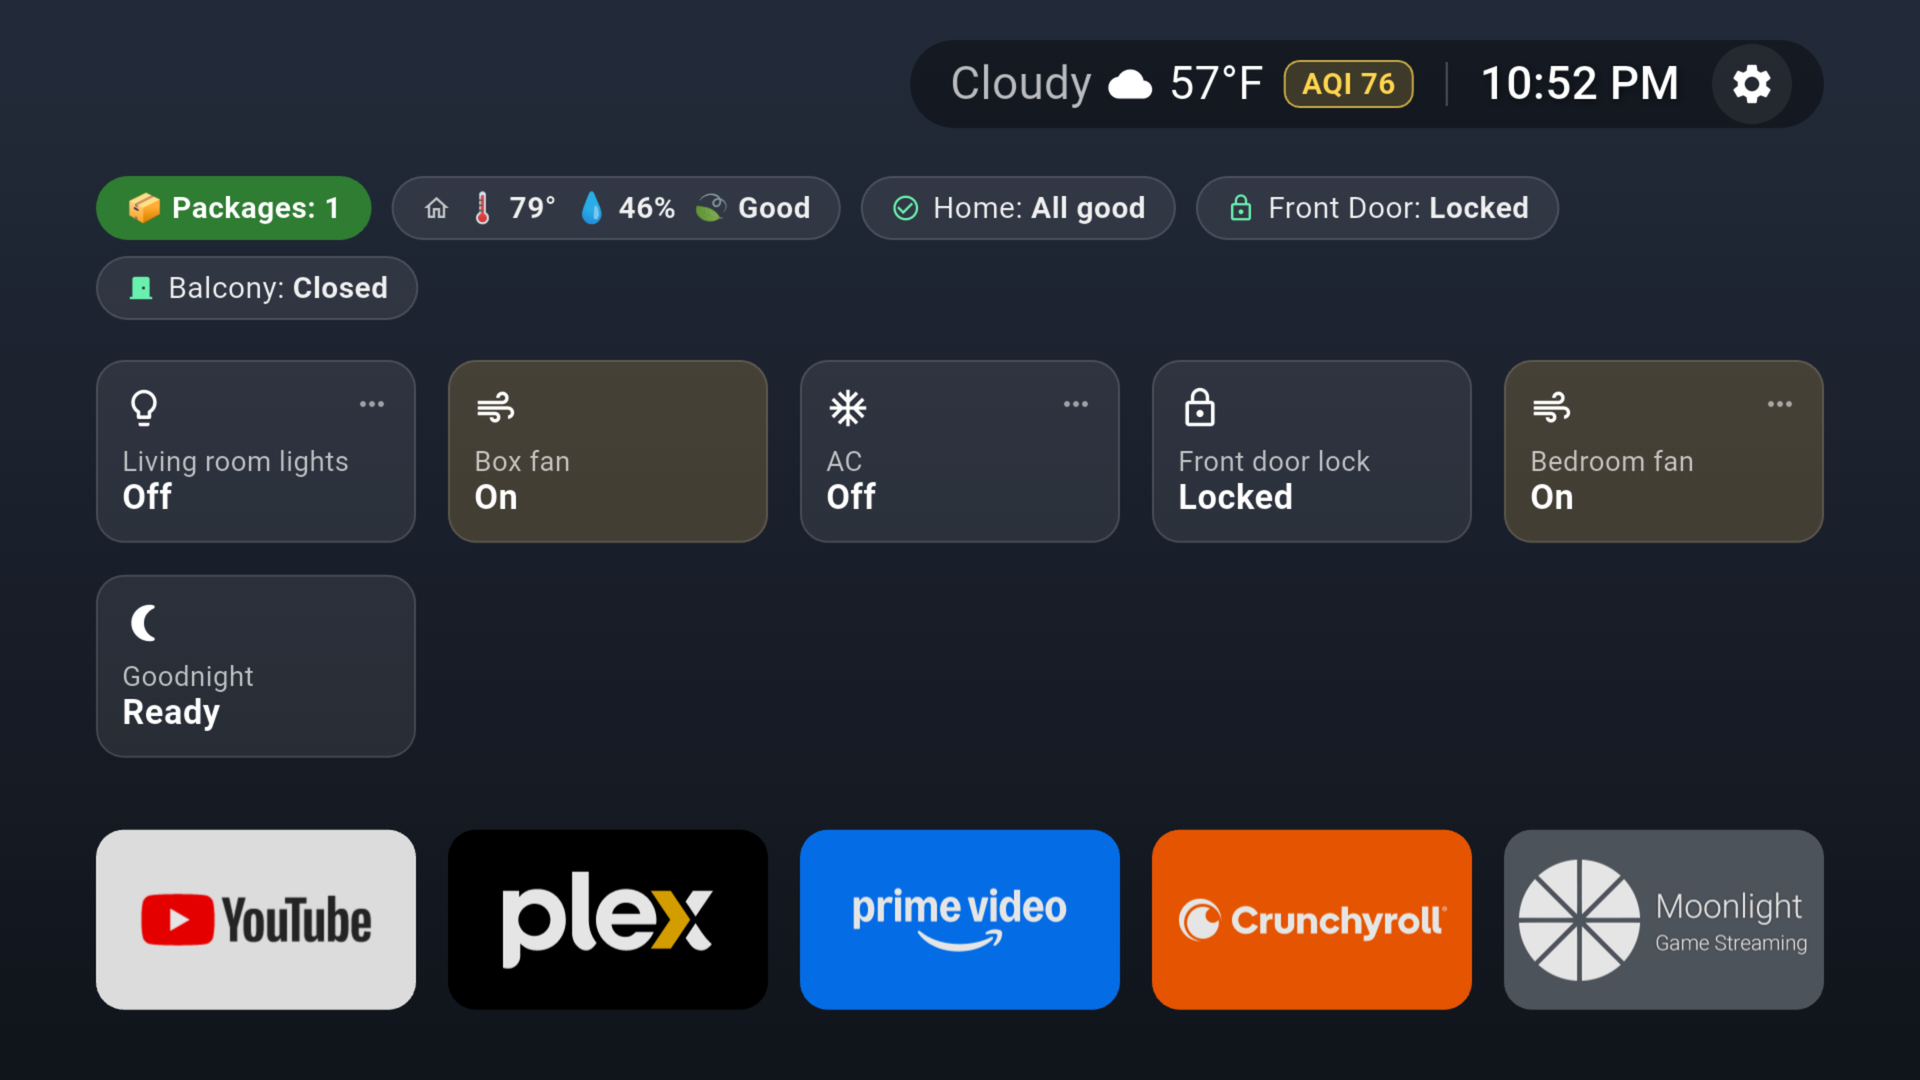 Cloudy 57°F AQI 76 10:52 PM
Packages: 1
79° 46% Good
Home: All good
Front Door: Locked
Balcony: Closed
Living room lights
Off
Box fan
On
AC
Off
Front door lock
Locked
Bedroom fan
On
Goodnight
Ready
YouTube
plex
prime video
Crunchyroll
Moonlight
Game Streaming